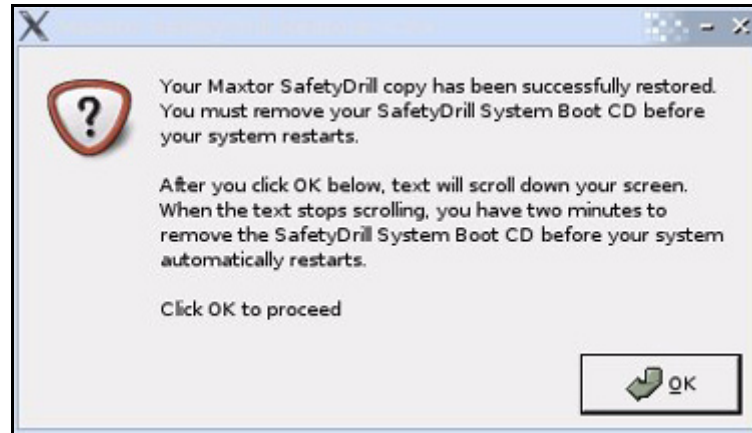 Your Maxtor SafetyDrill copy has been successfully restored.
You must remove your SafetyDrill System Boot CD before
your system restarts.
After you click OK below, text will scroll down your screen.
When the text stops scrolling, you have two minutes to
remove the SafetyDrill System Boot CD before your system
automatically restarts.
Click OK to proceed
OK